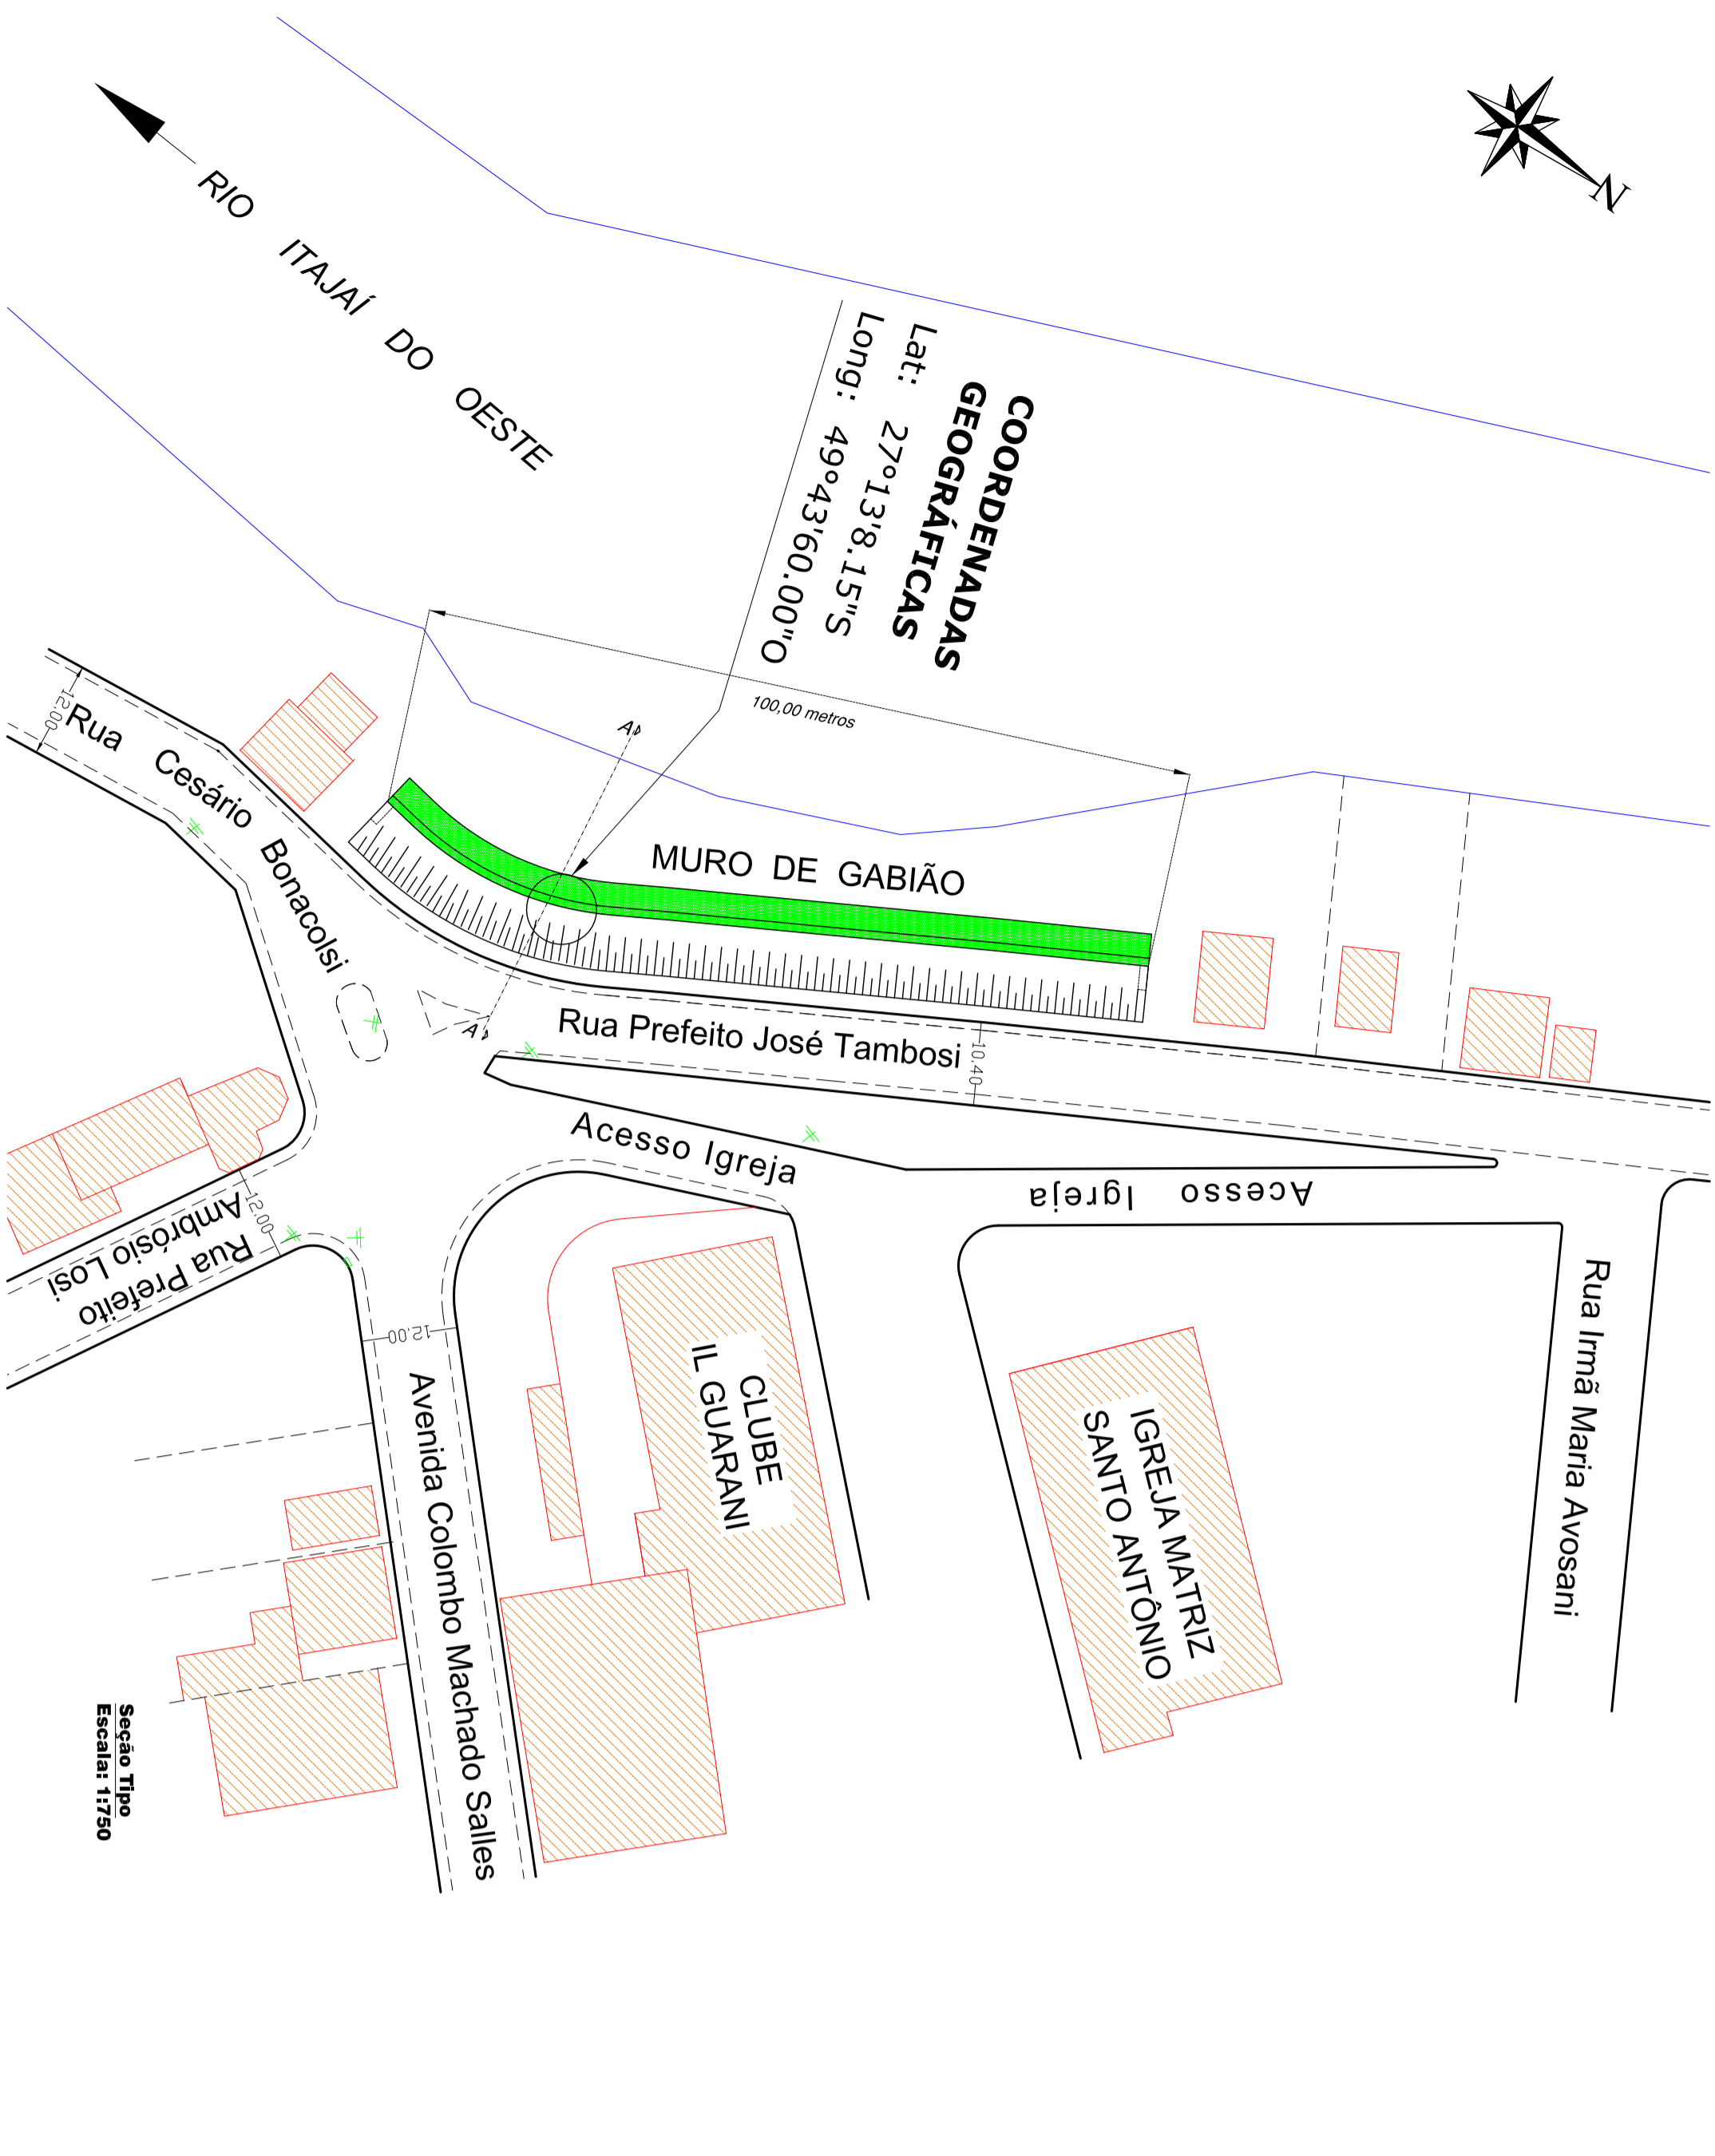 N
RIO ITAJAÍ DO OESTE
COORDENADAS
GEOGRÁFICAS
Lat: 27°13'8.15"S
Long: 49°43'60.00"O
100,00 metros
A
MURO DE GABIÃO
12.00
Rua Cesário Bonacolsi
A
Rua Prefeito José Tambosi
10.40
Acesso Igreja
Acesso Igreja
12.00
Rua Prefeito
Ambrósio Losi
12.00
Avenida Colombo Machado Salles
CLUBE
IL GUARANI
IGREJA MATRIZ
SANTO ANTÔNIO
Rua Irmã Maria Avosani
Seção Tipo
Escala: 1:750